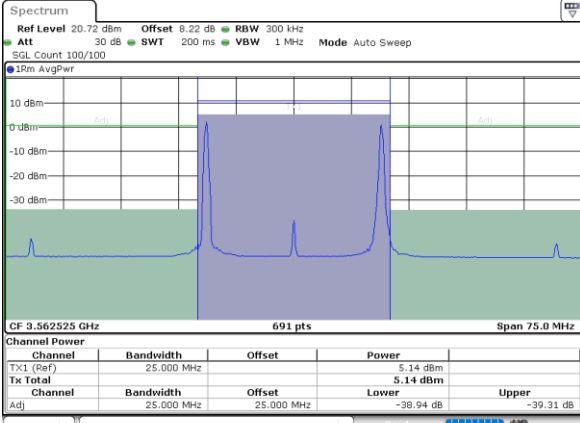 Spectrum
Ref Level 20.72 dBm Offset 8.22 dB RBW 300 kHz
Att 30 dB SWT 200 ms VBW 1 MHz Mode Auto Sweep
SGL Count 100/100
1Rm AvgPwr
10 dBm
Adj Adj
0 dBm
-10 dBm
-20 dBm
-30 dBm
CF 3.562525 GHz 691 pts Span 75.0 MHz
Channel Power
Channel Bandwidth Offset Power
TX1 (Ref) 25.000 MHz 5.14 dBm
Tx Total 5.14 dBm
Channel Bandwidth Offset Lower Upper
Adj 25.000 MHz 25.000 MHz -38.94 dB -39.31 dB